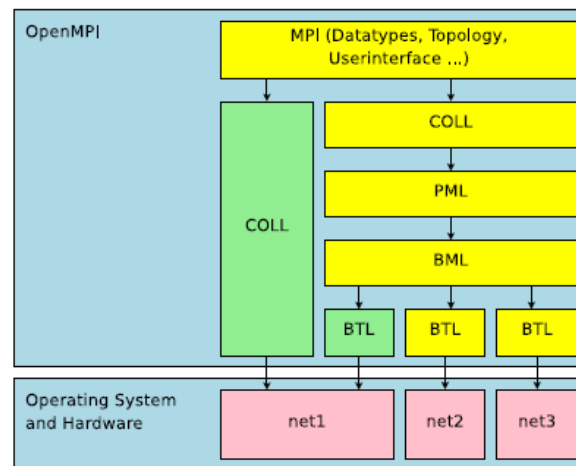 OpenMPI
MPI (Datatypes, Topology,
Userinterface ...)
COLL
COLL
PML
BML
BTL
BTL
BTL
Operating System
and Hardware
net1
net2
net3